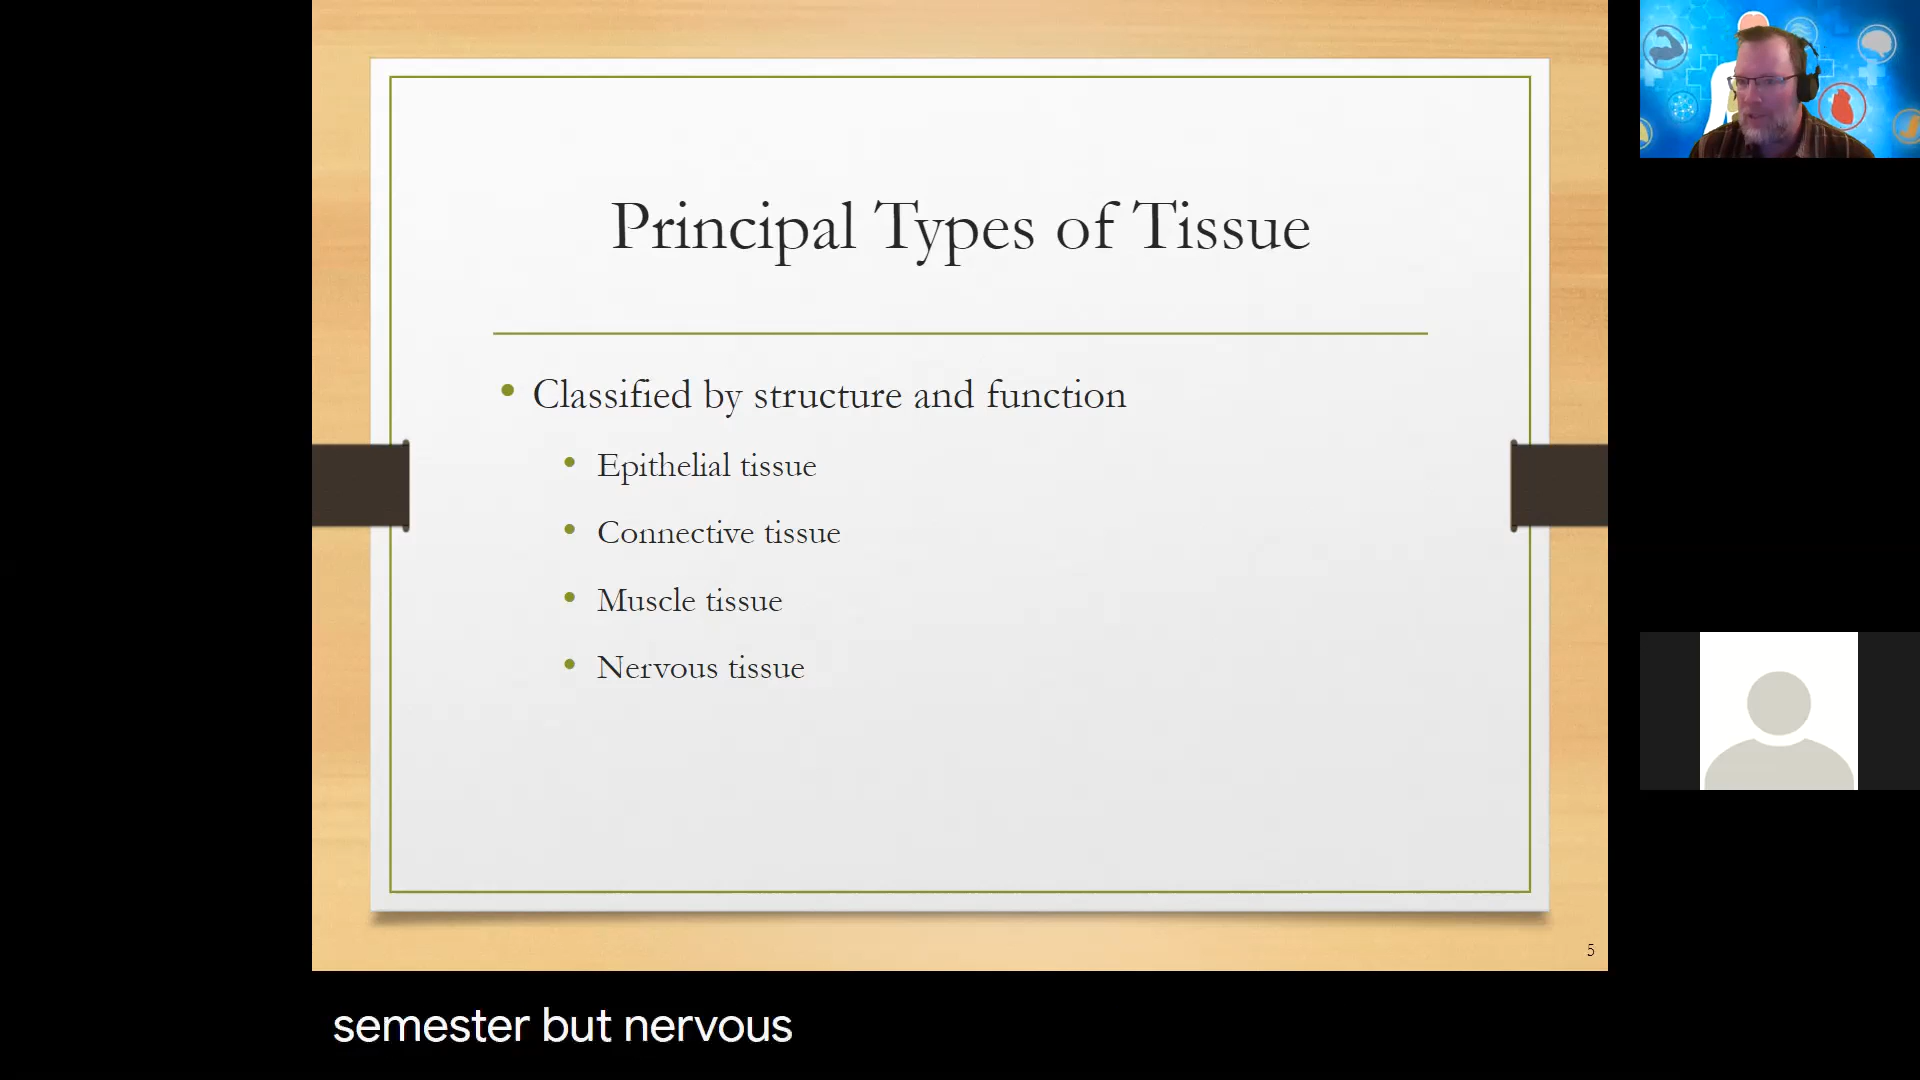 Principal Types of Tissue
• Classified by structure and function
• Epithelial tissue
• Connective tissue
• Muscle tissue
• Nervous tissue
5
semester but nervous